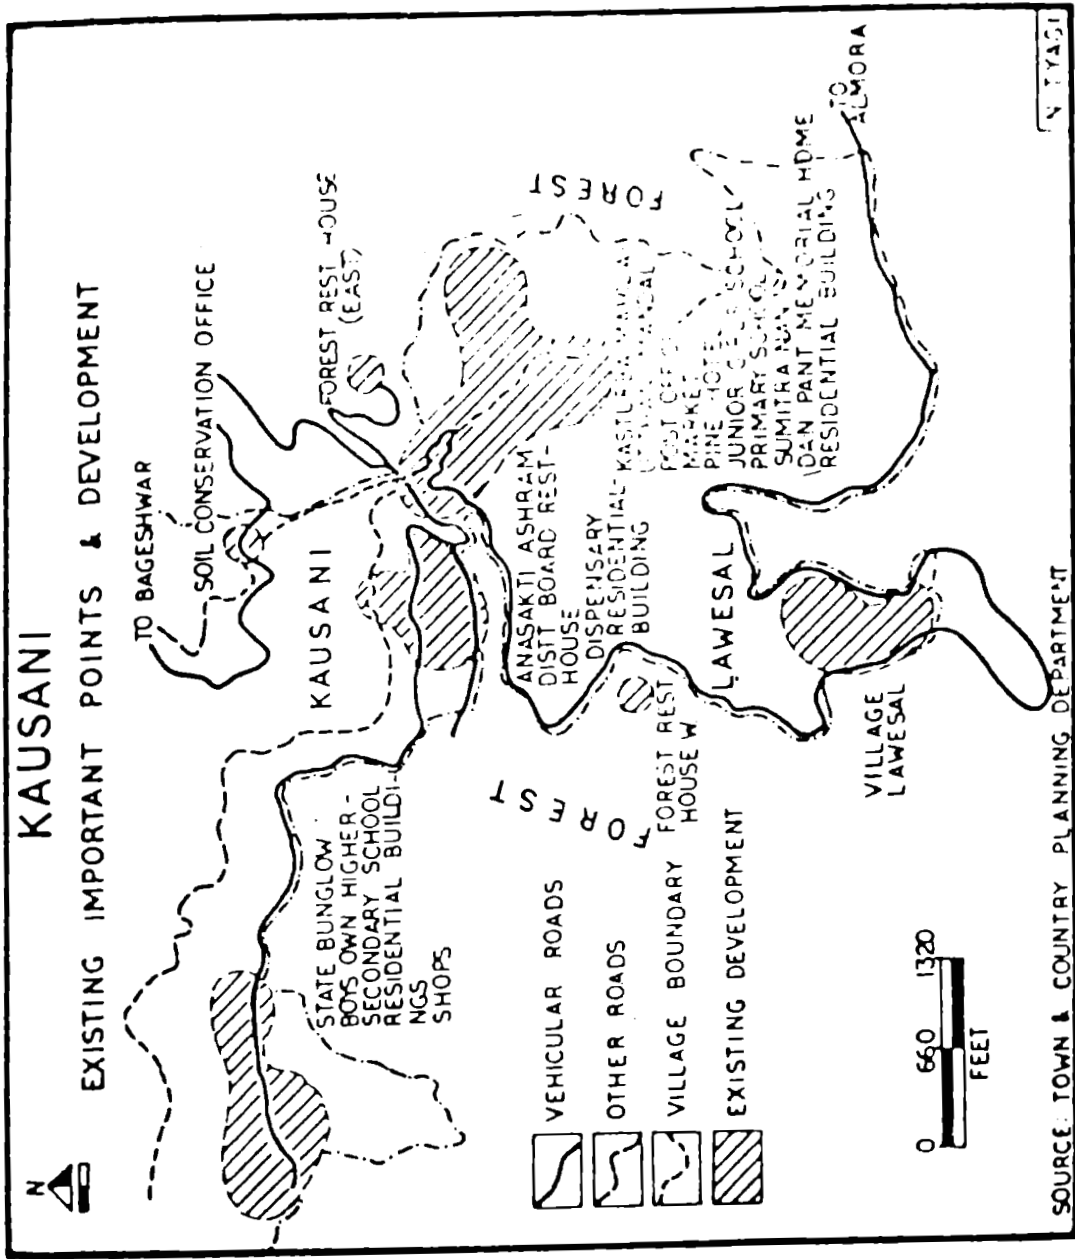 KAUSANI
EXISTING IMPORTANT POINTS & DEVELOPMENT
N
TO BAGESHWAR
SOIL CONSERVATION OFFICE
FOREST REST HOUSE
(EAST)
KAUSANI
STATE BUNGLOW
BOYS OWN HIGHER-
SECONDARY SCHOOL
RESIDENTIAL BUILDI-
NGS
SHOPS
FOREST
FOREST
ANASAKTI ASHRAM
DISTT BOARD REST-
HOUSE
DISPENSARY
RESIDENTIAL-
BUILDING
POST OFFICE
MARKET
PINE HOTEL
JUNIOR SCHOOL
PRIMARY SCHOOL
SUMITRA
PANT MEMORIAL HOME
RESIDENTIAL BUILDING
TO
ALMORA
LAWESAL
FOREST REST
HOUSE W
VILLAGE
LAWESAL
VEHICULAR ROADS
OTHER ROADS
VILLAGE BOUNDARY
EXISTING DEVELOPMENT
0 660 1320
FEET
SOURCE: TOWN & COUNTRY PLANNING DEPARTMENT
N TYAGI